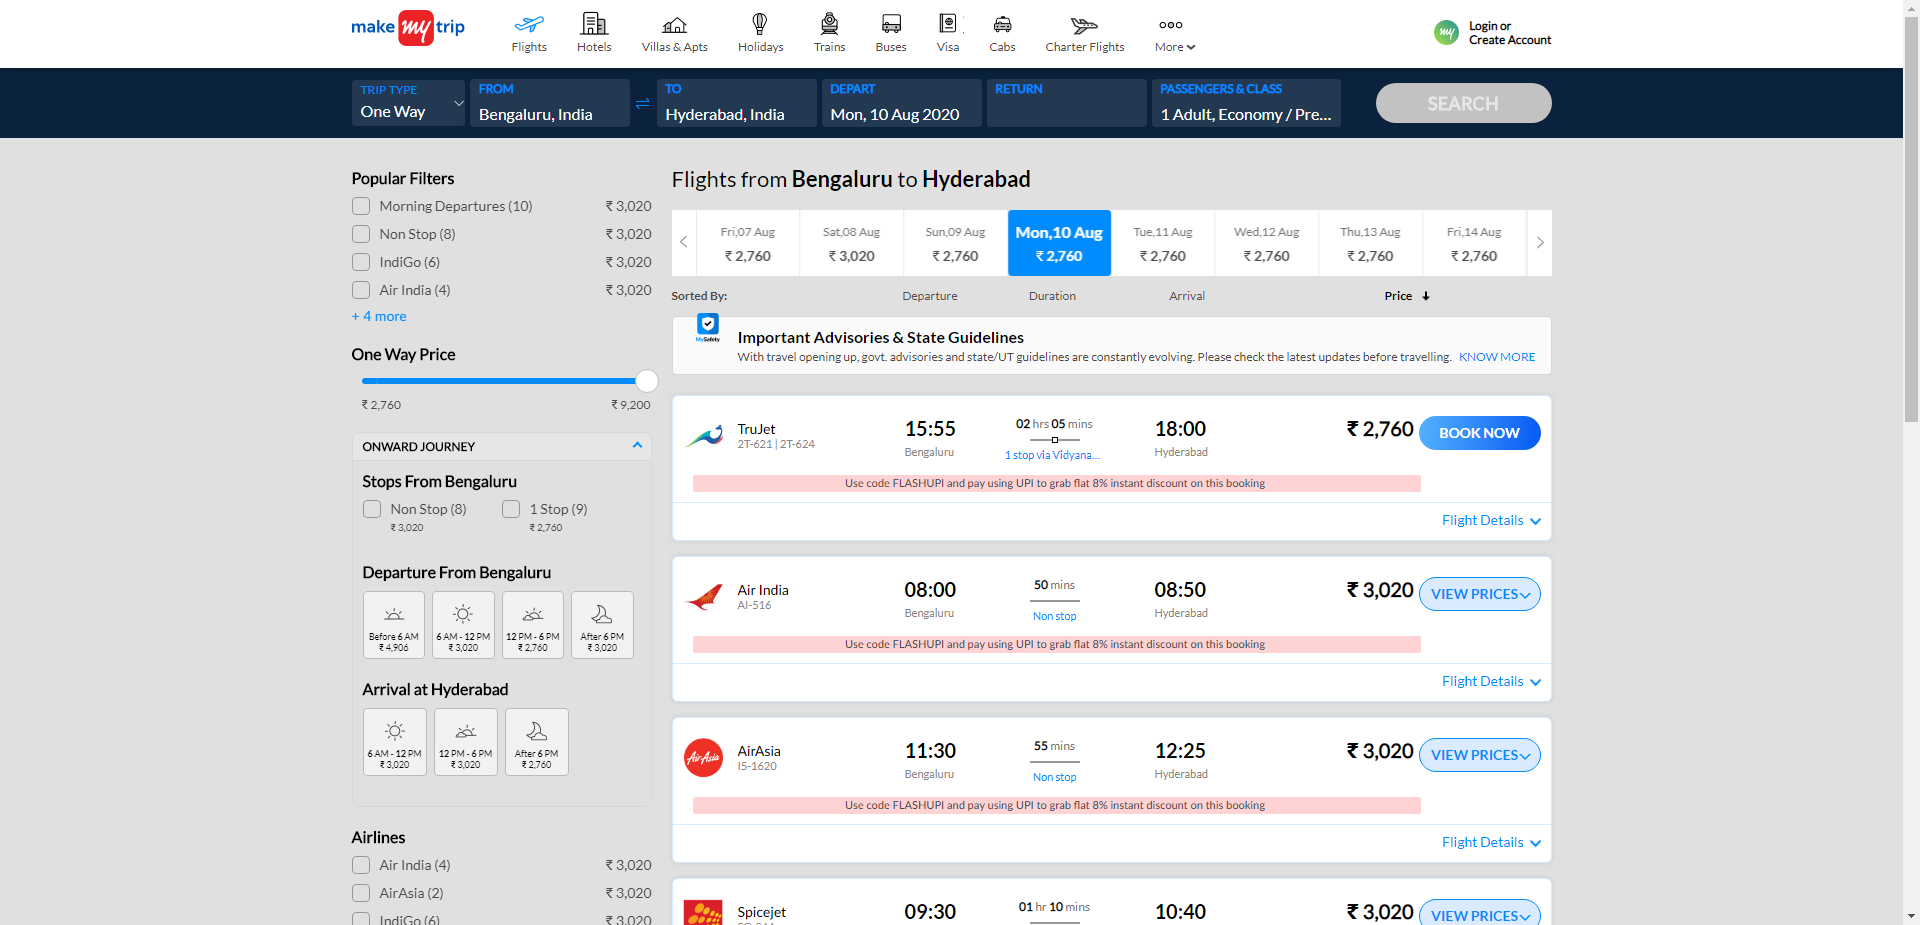 make my trip
Flights
Hotels
Villas & Apts
Holidays
Trains
Buses
Visa
Cabs
Charter Flights
More
my
Login or
Create Account
TRIP TYPE
One Way
FROM
Bengaluru, India
TO
Hyderabad, India
DEPART
Mon, 10 Aug 2020
RETURN
PASSENGERS & CLASS
1 Adult, Economy / Pre...
SEARCH
Popular Filters
Morning Departures (10) ₹ 3,020
Non Stop (8) ₹ 3,020
IndiGo (6) ₹ 3,020
Air India (4) ₹ 3,020
+ 4 more
One Way Price
₹ 2,760 ₹ 9,200
ONWARD JOURNEY
Stops From Bengaluru
Non Stop (8) 1 Stop (9)
₹ 3,020 ₹ 2,760
Departure From Bengaluru
Before 6 AM 6 AM - 12 PM 12 PM - 6 PM After 6 PM
₹ 4,906 ₹ 3,020 ₹ 2,760 ₹ 3,020
Arrival at Hyderabad
6 AM - 12 PM 12 PM - 6 PM After 6 PM
₹ 3,020 ₹ 3,020 ₹ 2,760
Airlines
Air India (4) ₹ 3,020
AirAsia (2) ₹ 3,020
IndiGo (6) ₹ 3,020
Flights from Bengaluru to Hyderabad
Fri,07 Aug Sat,08 Aug Sun,09 Aug Mon,10 Aug Tue,11 Aug Wed,12 Aug Thu,13 Aug Fri,14 Aug
₹ 2,760 ₹ 3,020 ₹ 2,760 ₹ 2,760 ₹ 2,760 ₹ 2,760 ₹ 2,760 ₹ 2,760
Sorted By: Departure Duration Arrival Price
MySafety
Important Advisories & State Guidelines
With travel opening up, govt. advisories and state/UT guidelines are constantly evolving. Please check the latest updates before travelling. KNOW MORE
TruJet 15:55 02 hrs 05 mins 18:00 ₹ 2,760 BOOK NOW
2T-621 | 2T-624 Bengaluru 1 stop via Vidyana... Hyderabad
Use code FLASHUPI and pay using UPI to grab flat 8% instant discount on this booking
Flight Details
Air India 08:00 50 mins 08:50 ₹ 3,020 VIEW PRICES
AI-516 Bengaluru Non stop Hyderabad
Use code FLASHUPI and pay using UPI to grab flat 8% instant discount on this booking
Flight Details
AirAsia
AirAsia 11:30 55 mins 12:25 ₹ 3,020 VIEW PRICES
I5-1620 Bengaluru Non stop Hyderabad
Use code FLASHUPI and pay using UPI to grab flat 8% instant discount on this booking
Flight Details
Spicejet 09:30 01 hr 10 mins 10:40 ₹ 3,020 VIEW PRICES